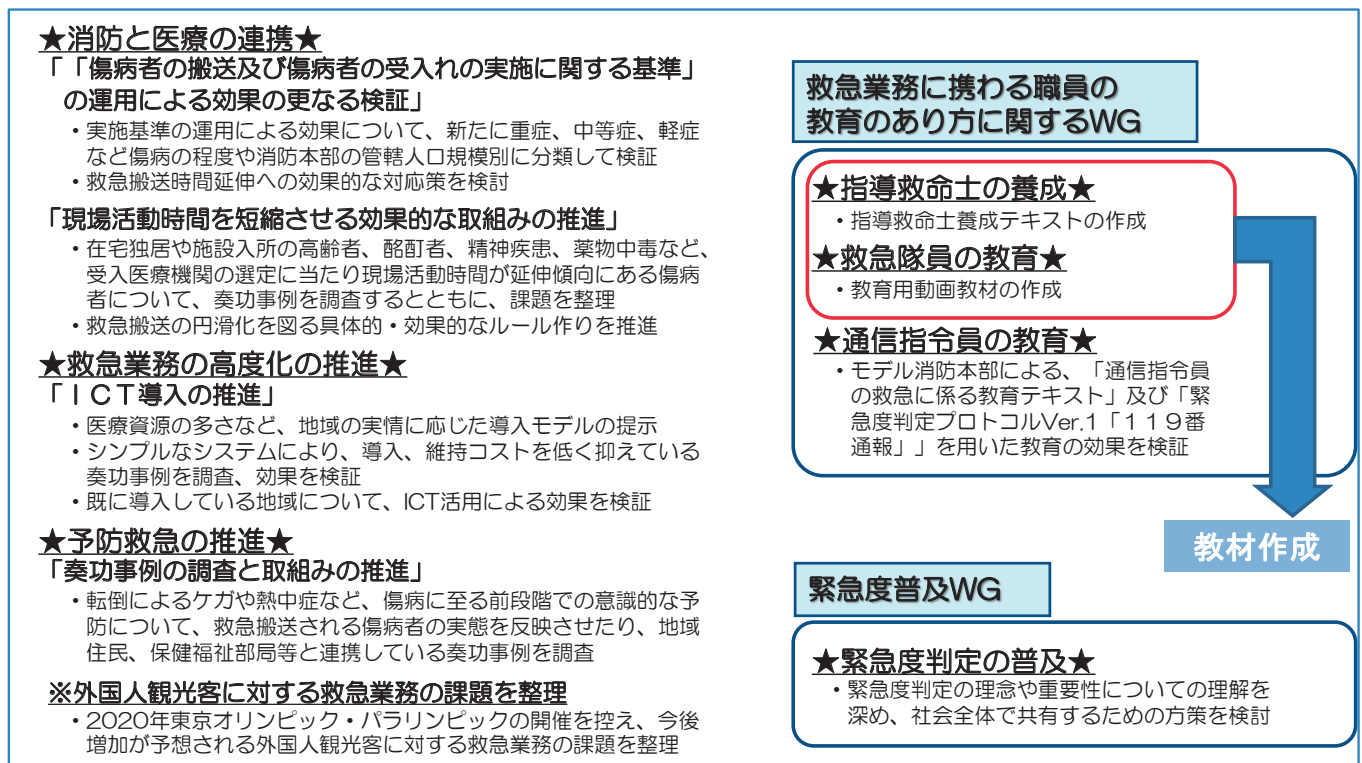 ★消防と医療の連携★
「「傷病者の搬送及び傷病者の受入れの実施に関する基準」
の運用による効果の更なる検証」
・実施基準の運用による効果について、新たに重症、中等症、軽症
など傷病の程度や消防本部の管轄人口規模別に分類して検証
・救急搬送時間延伸への効果的な対応策を検討
「現場活動時間を短縮させる効果的な取組みの推進」
・在宅独居や施設入所の高齢者、酩酊者、精神疾患、薬物中毒など、
受入医療機関の選定に当たり現場活動時間が延伸傾向にある傷病
者について、奏功事例を調査するとともに、課題を整理
・救急搬送の円滑化を図る具体的・効果的なルール作りを推進
★救急業務の高度化の推進★
「ＩＣＴ導入の推進」
・医療資源の多さなど、地域の実情に応じた導入モデルの提示
・シンプルなシステムにより、導入、維持コストを低く抑えている
奏功事例を調査、効果を検証
・既に導入している地域について、ICT活用による効果を検証
★予防救急の推進★
「奏功事例の調査と取組みの推進」
・転倒によるケガや熱中症など、傷病に至る前段階での意識的な予
防について、救急搬送される傷病者の実態を反映させたり、地域
住民、保健福祉部局等と連携している奏功事例を調査
※外国人観光客に対する救急業務の課題を整理
・2020年東京オリンピック・パラリンピックの開催を控え、今後
増加が予想される外国人観光客に対する救急業務の課題を整理
救急業務に携わる職員の
教育のあり方に関するWG
★指導救命士の養成★
・指導救命士養成テキストの作成
★救急隊員の教育★
・教育用動画教材の作成
★通信指令員の教育★
・モデル消防本部による、「通信指令員
の救急に係る教育テキスト」及び「緊
急度判定プロトコルVer.1「１１９番
通報」」を用いた教育の効果を検証
教材作成
緊急度普及WG
★緊急度判定の普及★
・緊急度判定の理念や重要性についての理解を
深め、社会全体で共有するための方策を検討